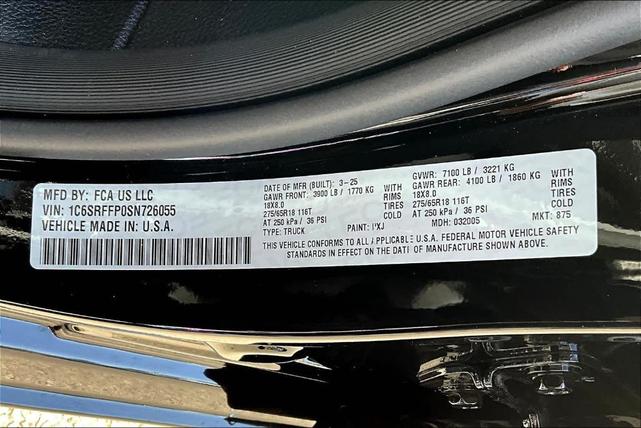 MFD BY: FCA US LLC
VIN: 1C6SRFFP0SN726055
VEHICLE MADE IN: U.S.A.
DATE OF MFR (BUILT): 3-25
GAWR FRONT: 3900 LB / 1770 KG WITH
18X8.0 RIMS
275/65R18 116T TIRES
AT 250 kPa / 36 PSI COLD
TYPE: TRUCK PAINT:
GVWR: 7100 LB / 3221 KG
GAWR REAR: 4100 LB / 1860 KG WITH
18X8.0 RIMS
275/65R18 116T TIRES
AT 250 kPa / 36 PSI COLD
MDH: 032005 MKT: 875
THIS VEHICLE CONFORMS TO ALL APPLICABLE U.S.A. FEDERAL MOTOR VEHICLE SAFETY
STANDARDS IN EFFECT ON THE DATE OF MANUFACTURE SHOWN ABOVE.